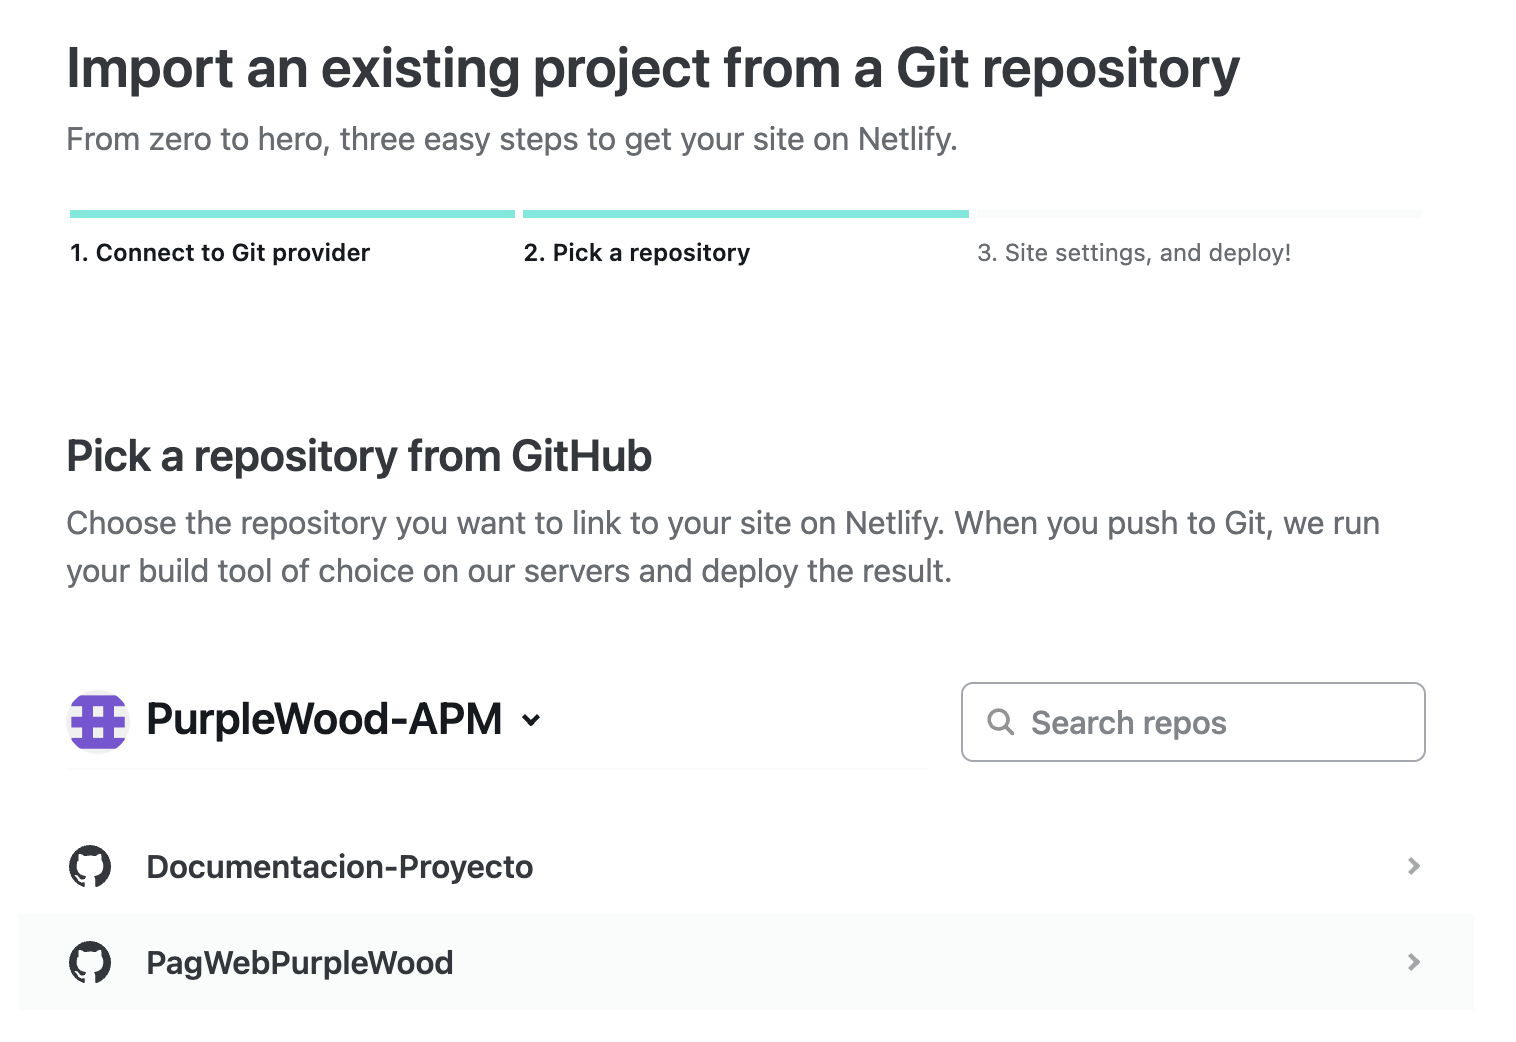 Import an existing project from a Git repository
From zero to hero, three easy steps to get your site on Netlify.
1. Connect to Git provider
2. Pick a repository
3. Site settings, and deploy!
Pick a repository from GitHub
Choose the repository you want to link to your site on Netlify. When you push to Git, we run
your build tool of choice on our servers and deploy the result.
PurpleWood-APM
Search repos
Documentacion-Proyecto
PagWebPurpleWood